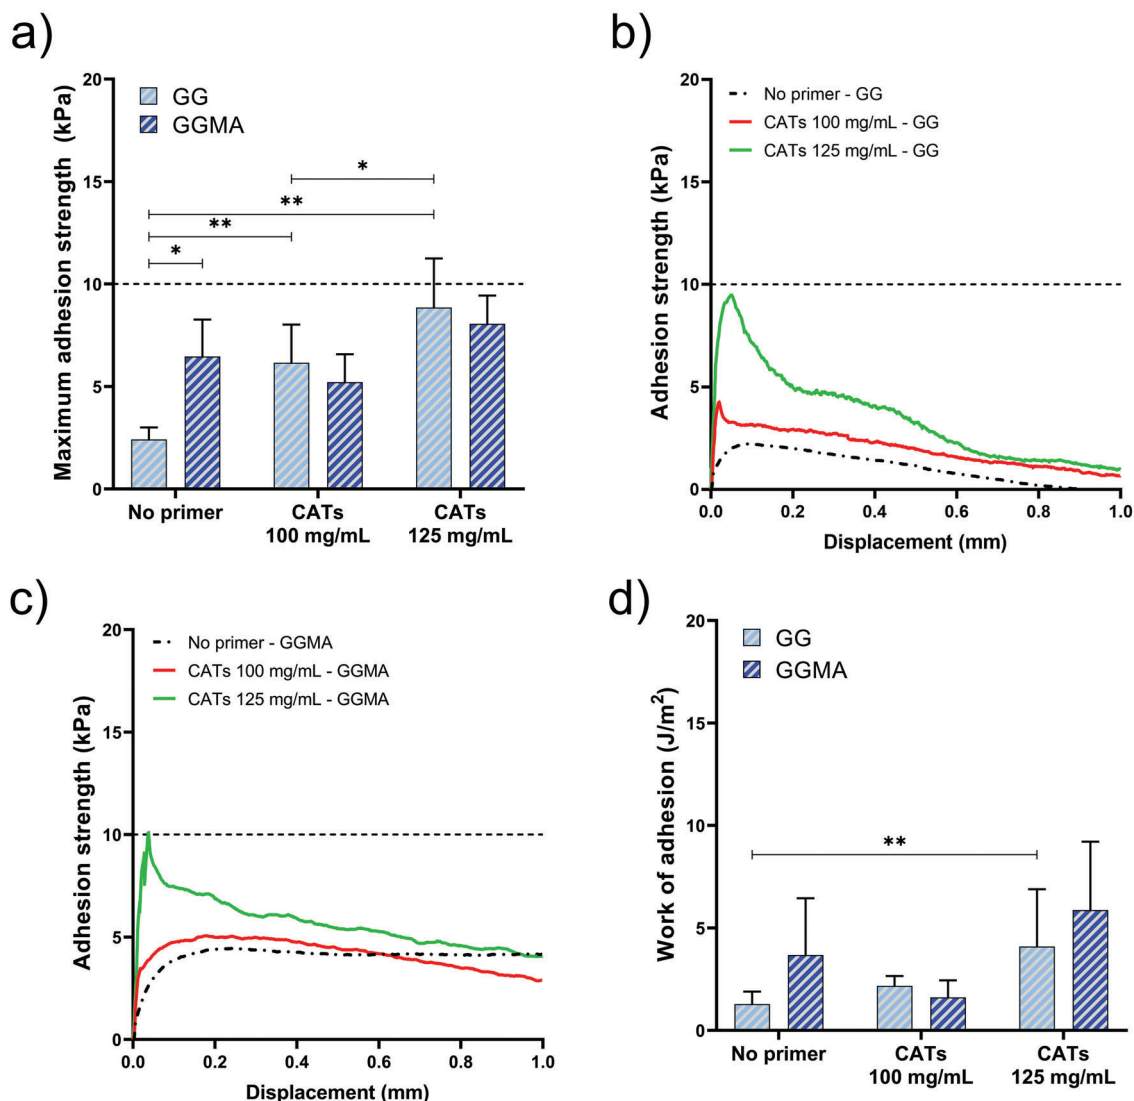 a)
Maximum adhesion strength (kPa)
20
15
10
5
0
GG
GGMA
*
**
**
*
No primer
CATs
100 mg/mL
CATs
125 mg/mL
b)
Adhesion strength (kPa)
20
15
10
5
0
No primer - GG
CATs 100 mg/mL - GG
CATs 125 mg/mL - GG
0.0 0.2 0.4 0.6 0.8 1.0
Displacement (mm)
c)
Adhesion strength (kPa)
20
15
10
5
0
No primer - GGMA
CATs 100 mg/mL - GGMA
CATs 125 mg/mL - GGMA
0.0 0.2 0.4 0.6 0.8 1.0
Displacement (mm)
d)
Work of adhesion (J/m²)
20
15
10
5
0
GG
GGMA
**
No primer
CATs
100 mg/mL
CATs
125 mg/mL